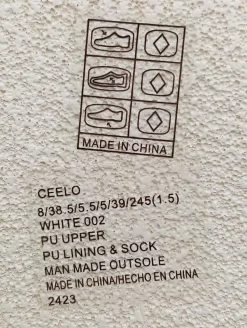 MADE IN CHINA
CEELO
8/38.5/5.5/5/39/245(1.5)
WHITE 002
PU UPPER
PU LINING & SOCK
MAN MADE OUTSOLE
MADE IN CHINA/HECHO EN CHINA
2423